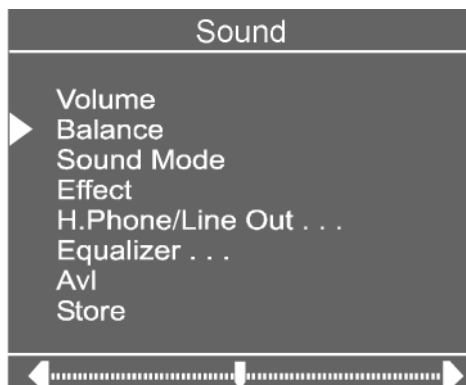 Sound
Volume
Balance
Sound Mode
Effect
H.Phone/Line Out . . .
Equalizer . . .
Avl
Store